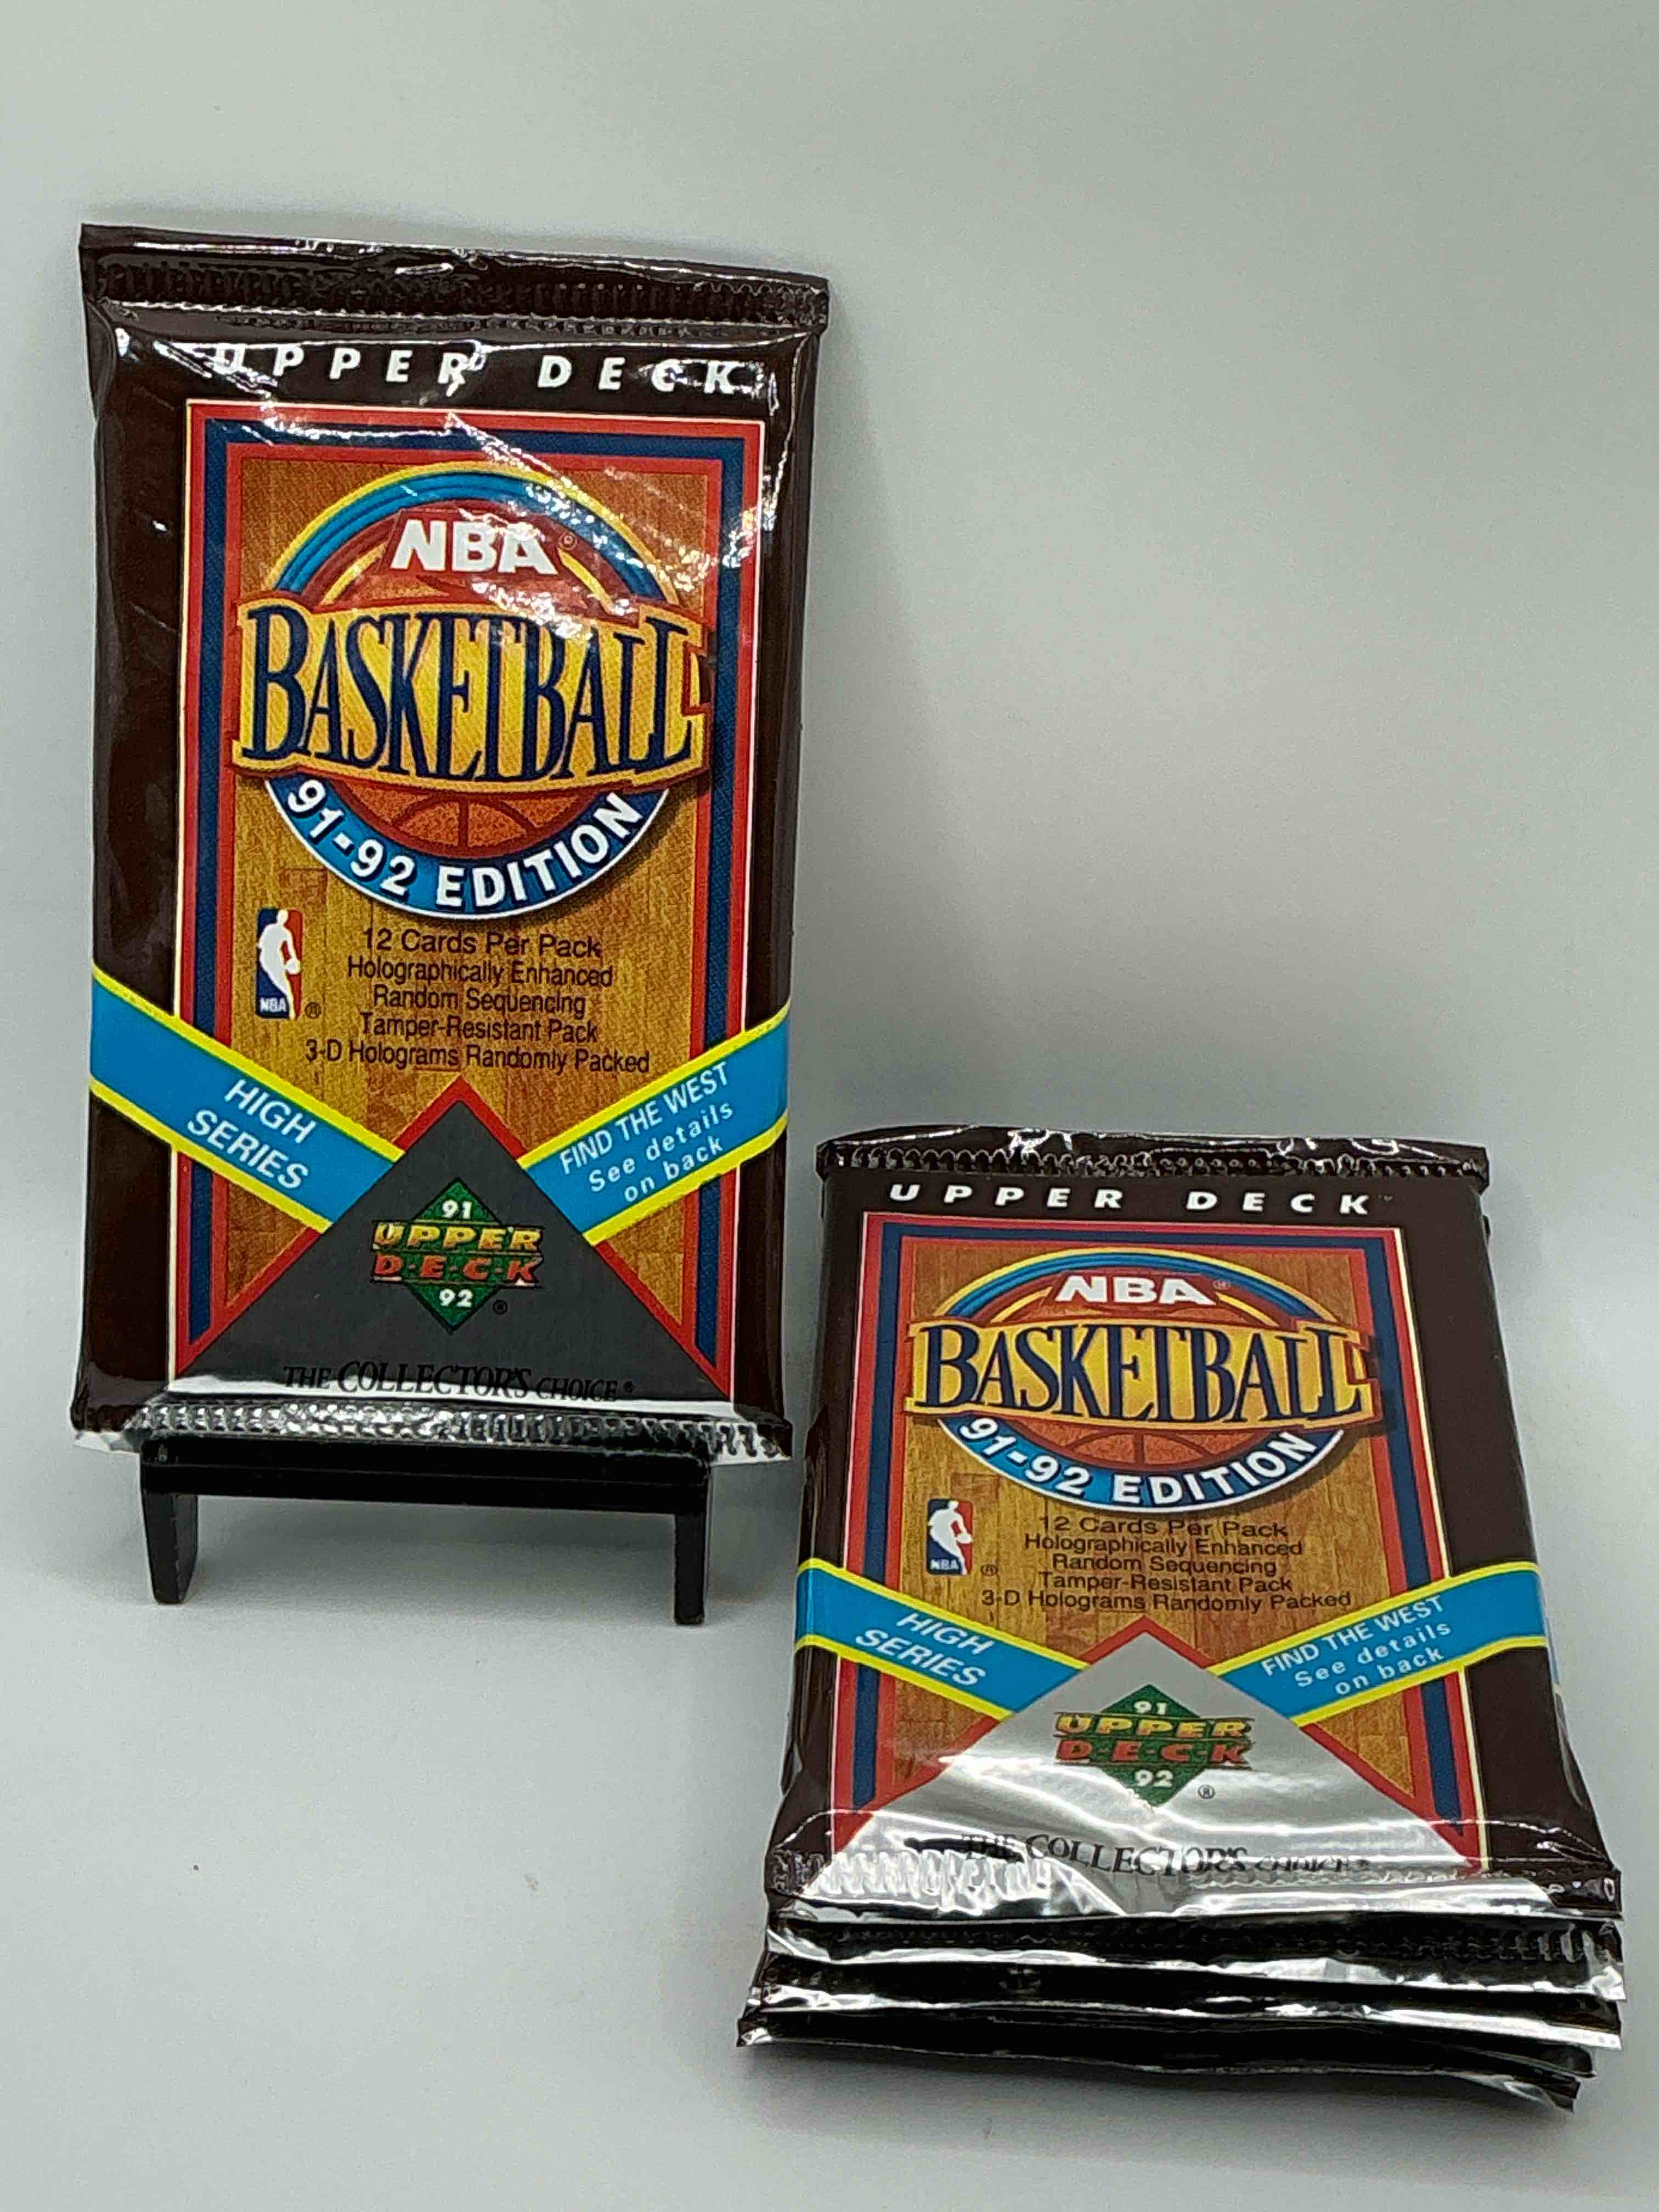 UPPER DECK
NBA®
BASKETBALL
91-92 EDITION
12 Cards Per Pack
Holographically Enhanced
Random Sequencing
Tamper-Resistant Pack
3-D Holograms Randomly Packed
NBA
®
HIGH
SERIES
FIND THE WEST
See details
on back
91
UPPER
D·E·C·K
92
®
THE COLLECTOR'S CHOICE®
UPPER DECK™
NBA®
BASKETBALL
91-92 EDITION
12 Cards Per Pack
Holographically Enhanced
Random Sequencing
Tamper-Resistant Pack
3-D Holograms Randomly Packed
NBA
®
HIGH
SERIES
FIND THE WEST
See details
on back
91
UPPER
D·E·C·K
92
®
THE COLLECTOR'S CHOICE®